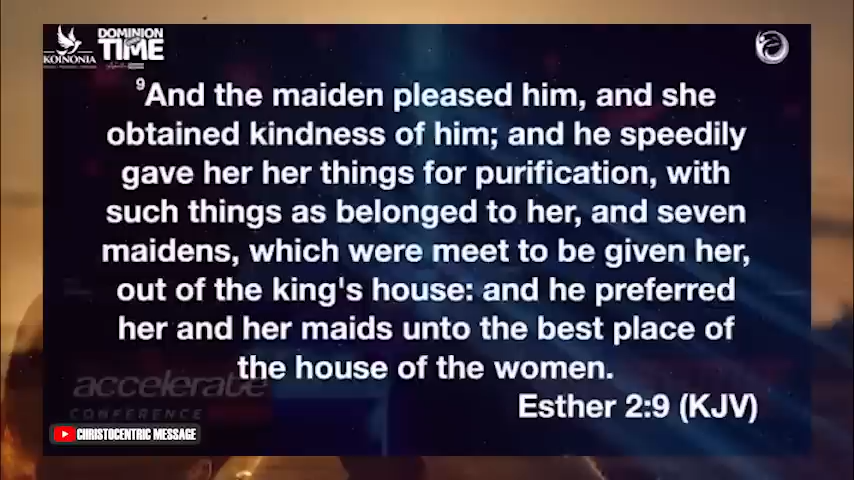 KOINONIA
DOMINION
TIME
9And the maiden pleased him, and she
obtained kindness of him; and he speedily
gave her her things for purification, with
such things as belonged to her, and seven
maidens, which were meet to be given her,
out of the king's house: and he preferred
her and her maids unto the best place of
the house of the women.
accelerate
CONFERENCE
Esther 2:9 (KJV)
CHRISTOCENTRIC MESSAGE